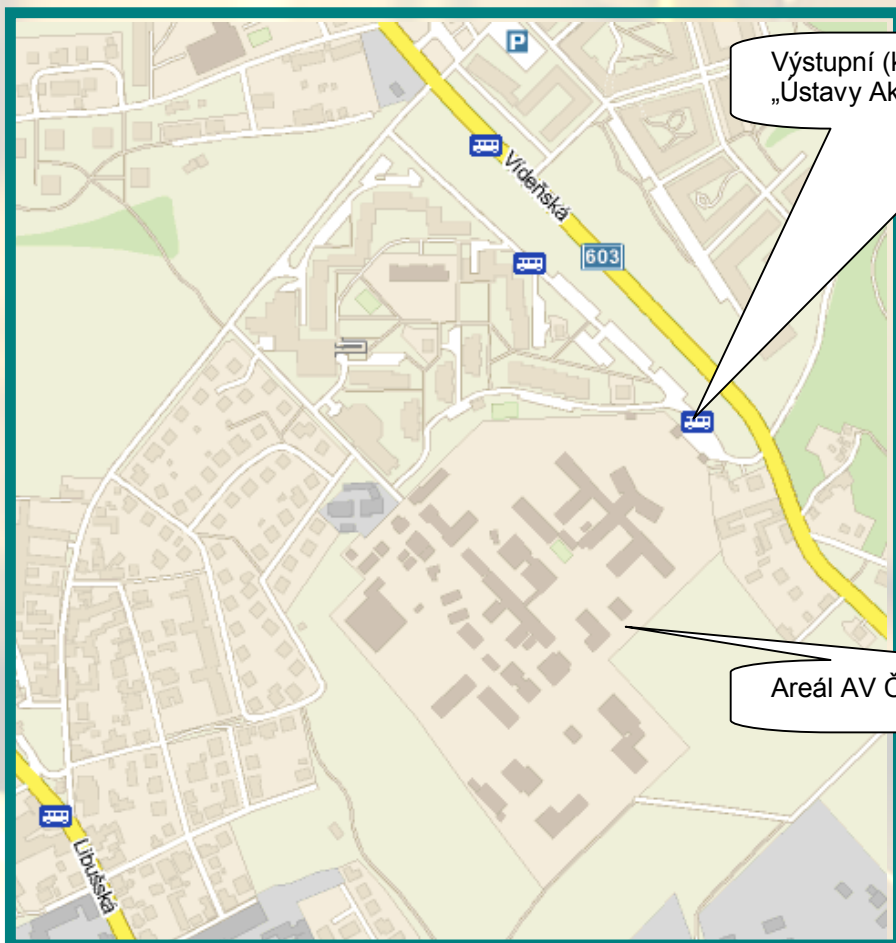 P
Výstupní (k
„Ústavy Ak
Vídeňská
603
Areál AV Č
Libušská